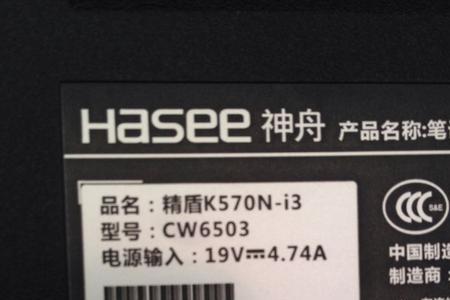 Hasee 神舟 产品名称:笔
品名：精盾K570N-i3
型号：CW6503
电源输入：19V⎓4.74A
CCC S&E
中国制造
制造商：